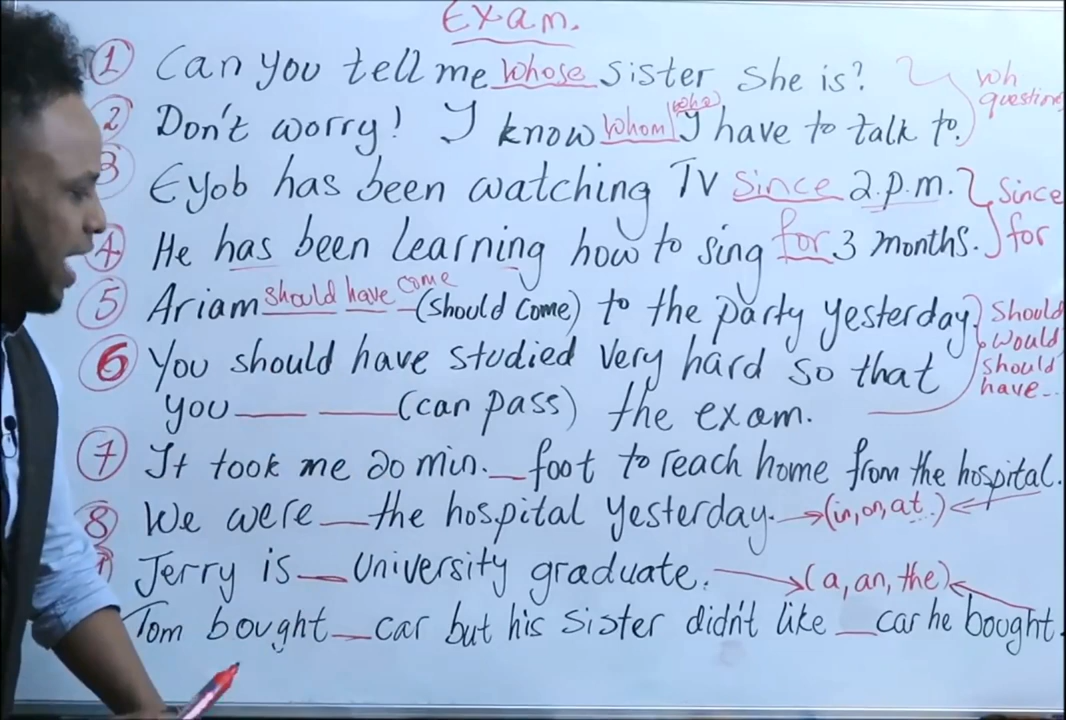 Exam.
① Can you tell me whose sister she is? wh
② Don't worry! I know whom/who I have to talk to. question
3 Eyob has been watching TV since 2 p.m. since
④ He has been learning how to sing for 3 months. for
⑤ Ariam should have come (should come) to the party yesterday. should
⑥ You should have studied very hard so that would
you ___ ___ (can pass) the exam. should have...
⑦ It took me 20 min. _ foot to reach home from the hospital.
8 We were __ the hospital yesterday. (in, on, at..)
Jerry is __ University graduate. (a, an, the)
Tom bought __ car but his sister didn't like __ car he bought.